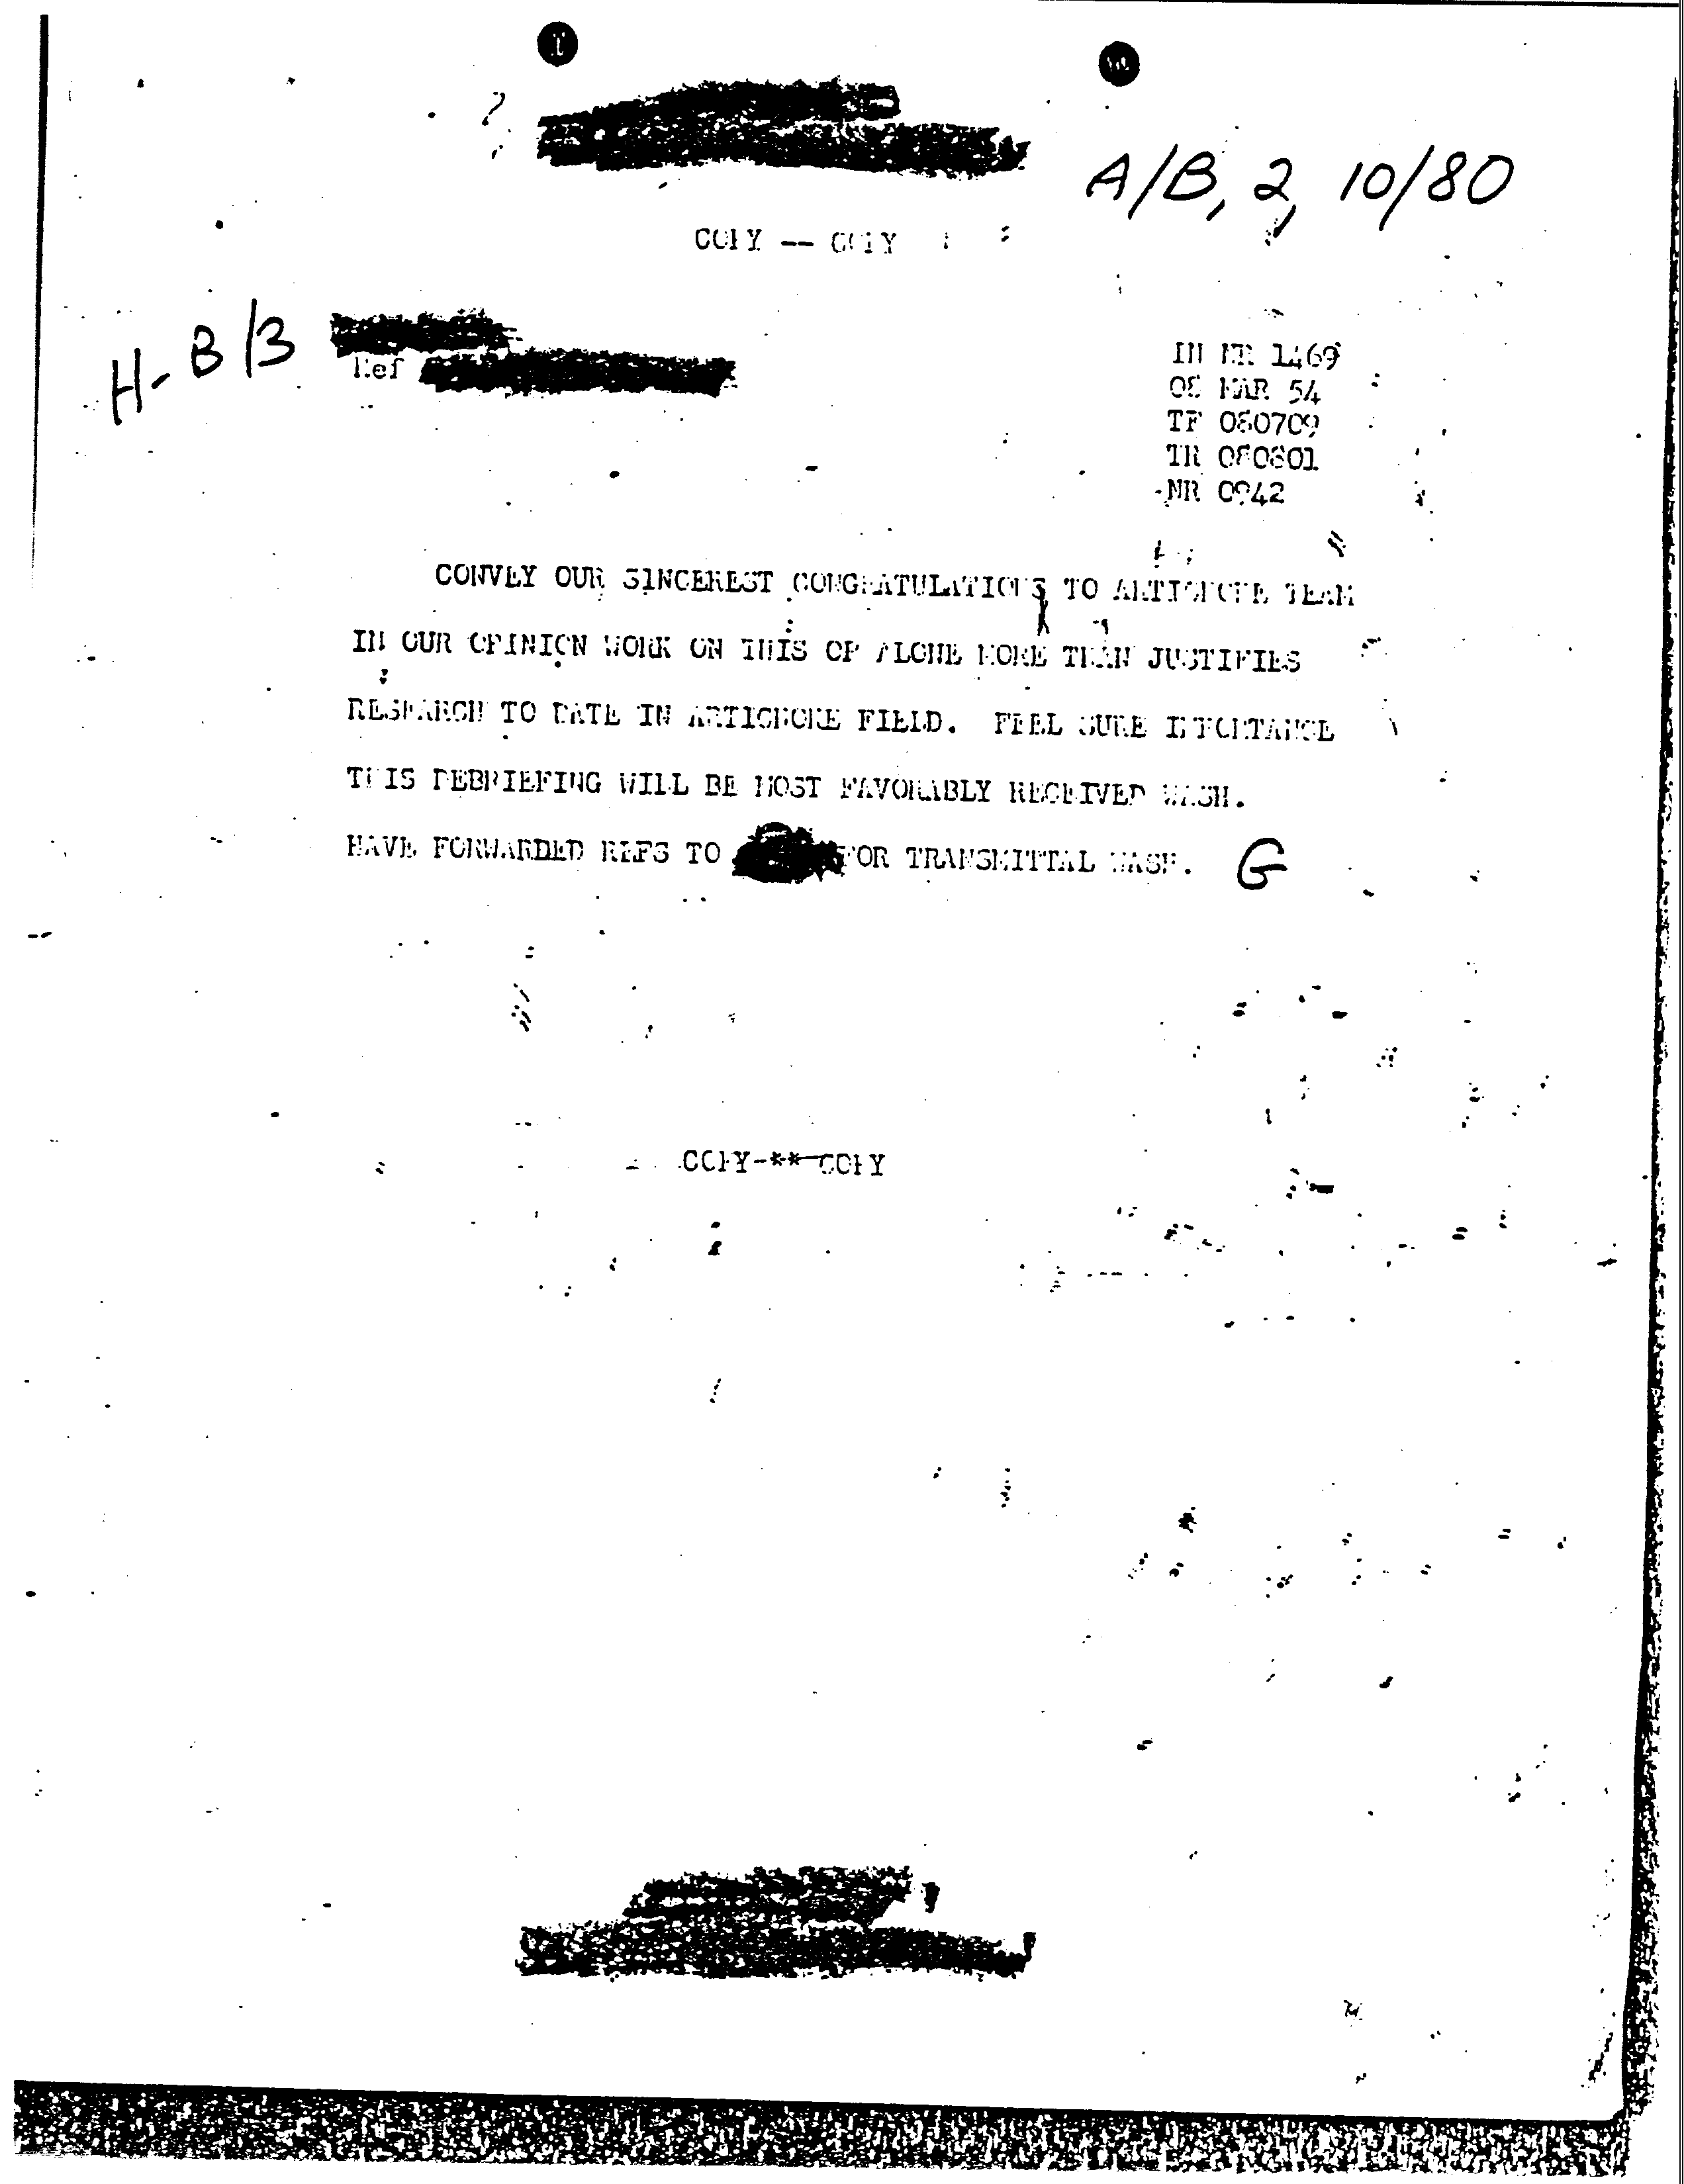 A/B, 2, 10/80
COPY -- COPY
H-B/3
Ref
IN NR 1469
08 MAR 54
TF 080709
TR 080801
NR 0942
CONVEY OUR SINCEREST CONGRATULATIONS TO ARTICHOKE TEAM
IN OUR OPINION WORK ON THIS OP ALONE MORE THAN JUSTIFIES
RESEARCH TO DATE IN ARTICHOKE FIELD. FEEL SURE IMPORTANCE
THIS DEBRIEFING WILL BE MOST FAVORABLY RECEIVED WASH.
HAVE FORWARDED REFS TO FOR TRANSMITTAL WASH. G
COPY-**-COPY